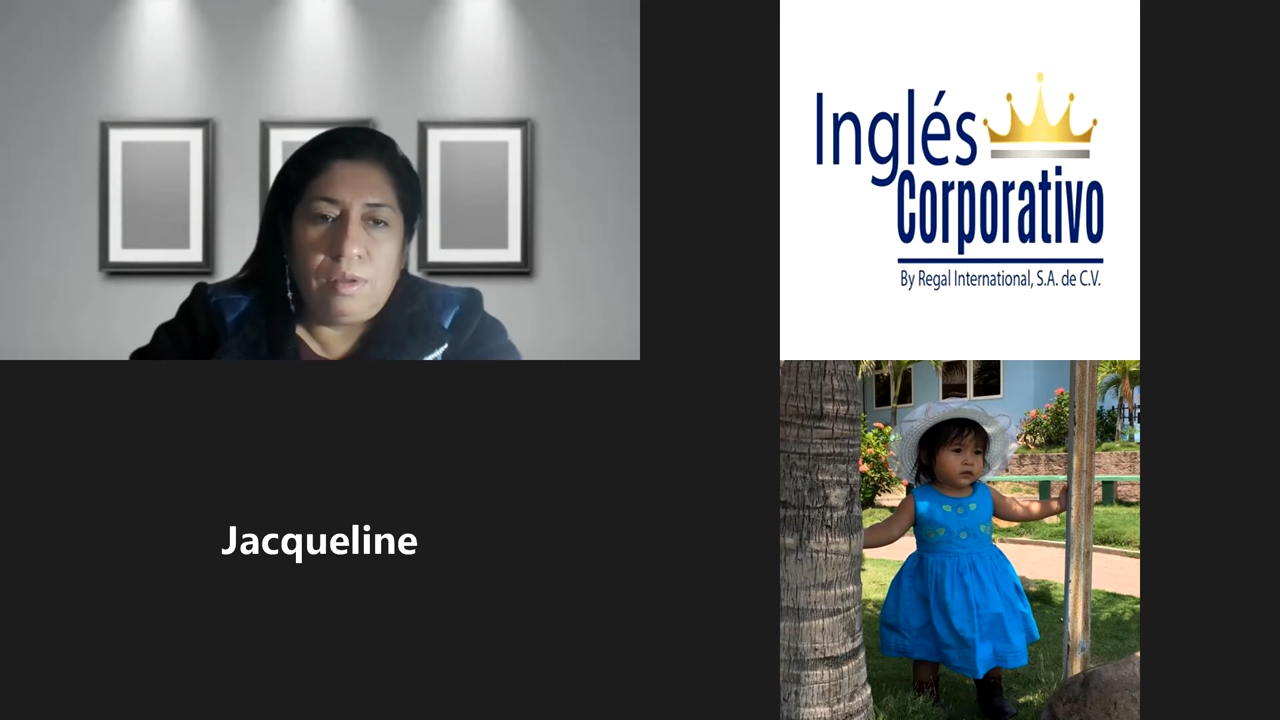 Inglés
Corporativo
By Regal International, S.A. de C.V.
Jacqueline